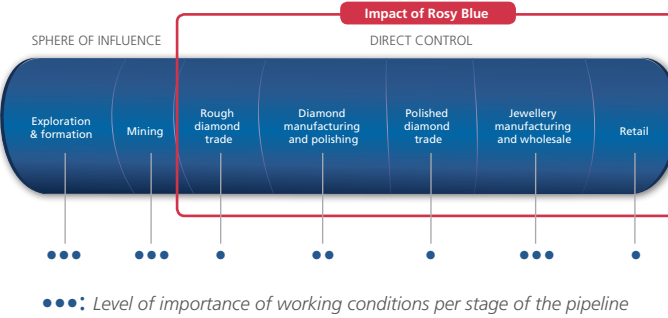 Impact of Rosy Blue
SPHERE OF INFLUENCE
DIRECT CONTROL
Exploration
& formation
Mining
Rough
diamond
trade
Diamond
manufacturing
and polishing
Polished
diamond
trade
Jewellery
manufacturing
and wholesale
Retail
•••: Level of importance of working conditions per stage of the pipeline